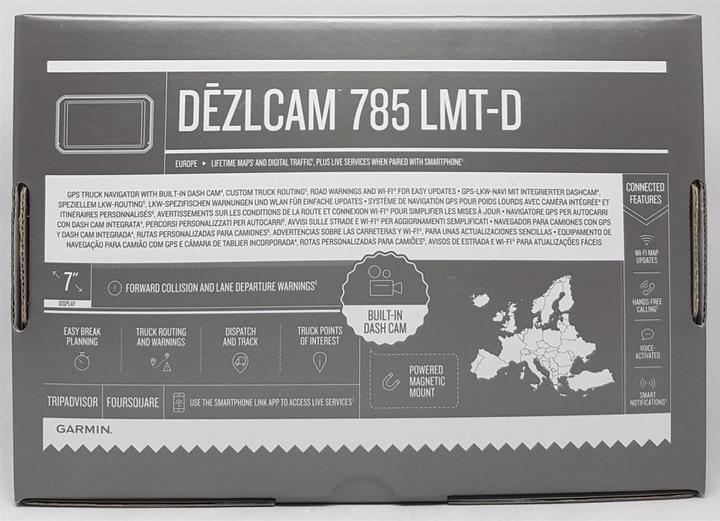 DĒZLCAM™ 785 LMT-D
EUROPE ▸ LIFETIME MAPS¹ AND DIGITAL TRAFFIC², PLUS LIVE SERVICES WHEN PAIRED WITH SMARTPHONE³
GPS TRUCK NAVIGATOR WITH BUILT-IN DASH CAM⁴, CUSTOM TRUCK ROUTING⁵, ROAD WARNINGS AND WI-FI® FOR EASY UPDATES • GPS-LKW-NAVI MIT INTEGRIERTER DASHCAM⁴,
SPEZIELLEM LKW-ROUTING⁵, LKW-SPEZIFISCHEN WARNUNGEN UND WLAN FÜR EINFACHE UPDATES • SYSTÈME DE NAVIGATION GPS POUR POIDS LOURDS AVEC CAMÉRA INTÉGRÉE⁴ ET
ITINÉRAIRES PERSONNALISÉS⁵, AVERTISSEMENTS SUR LES CONDITIONS DE LA ROUTE ET CONNEXION WI-FI® POUR SIMPLIFIER LES MISES À JOUR • NAVIGATORE GPS PER AUTOCARRI
CON DASH CAM INTEGRATA⁴, PERCORSI PERSONALIZZATI PER AUTOCARRI⁵, AVVISI SULLE STRADE E WI-FI® PER AGGIORNAMENTI SEMPLIFICATI • NAVEGADOR PARA CAMIONES CON GPS
Y DASH CAM INTEGRADA⁴, RUTAS PERSONALIZADAS PARA CAMIONES⁵, ADVERTENCIAS SOBRE LAS CARRETERAS Y WI-FI®, PARA UNAS ACTUALIZACIONES SENCILLAS • EQUIPAMENTO DE
NAVEGAÇÃO PARA CAMIÃO COM GPS E CÂMARA DE TABLIER INCORPORADA⁴, ROTAS PERSONALIZADAS PARA CAMIÕES⁵, AVISOS DE ESTRADA E WI-FI® PARA ATUALIZAÇÕES FÁCEIS
CONNECTED
FEATURES
WI-FI MAP
UPDATES
HANDS-FREE
CALLING⁷
VOICE-
ACTIVATED
SMART
NOTIFICATIONS³
7"
DISPLAY
FORWARD COLLISION AND LANE DEPARTURE WARNINGS⁶
BUILT-IN
DASH CAM
EASY BREAK
PLANNING
TRUCK ROUTING
AND WARNINGS
DISPATCH
AND TRACK
TRUCK POINTS
OF INTEREST
POWERED
MAGNETIC
MOUNT
TRIPADVISOR
FOURSQUARE
USE THE SMARTPHONE LINK APP TO ACCESS LIVE SERVICES³
GARMIN.